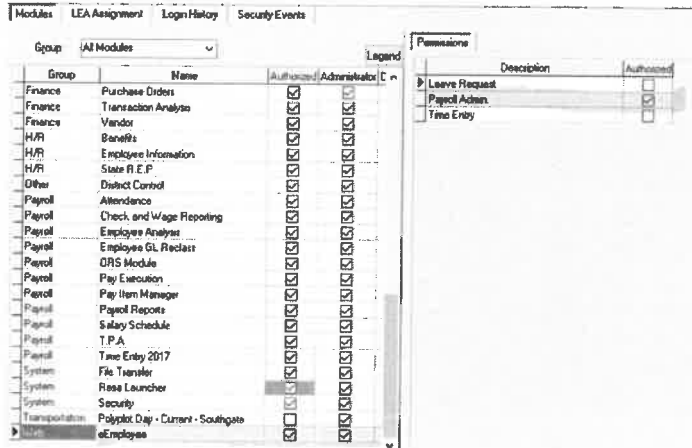 Modules LEA Assignment Login History Security Events
Group All Modules
Legend
Group Name Authorized Administrator
Finance Purchase Orders
Finance Transaction Analysis
Finance Vendor
H/R Benefits
H/R Employee Information
H/R State R.E.P
Other District Control
Payroll Attendance
Payroll Check and Wage Reporting
Payroll Employee Analysis
Payroll Employee GL Reclass
Payroll ORS Module
Payroll Pay Execution
Payroll Pay Item Manager
Payroll Payroll Reports
Payroll Salary Schedule
Payroll T.P.A
Payroll Time Entry 2017
System File Transfer
System Resa Launcher
System Security
Transportation Polyplot Day - Current - Southgate
eEmployee
Permissions
Description Authorized
Leave Request
Payroll Admin.
Time Entry